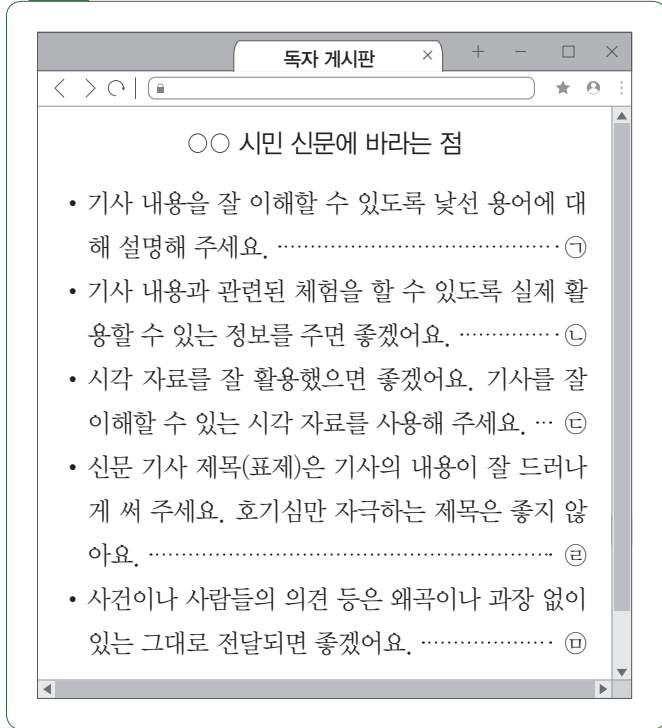 독자 게시판
○○ 시민 신문에 바라는 점
• 기사 내용을 잘 이해할 수 있도록 낯선 용어에 대
해 설명해 주세요. ······································ ㉠
• 기사 내용과 관련된 체험을 할 수 있도록 실제 활
용할 수 있는 정보를 주면 좋겠어요. ·············· ㉡
• 시각 자료를 잘 활용했으면 좋겠어요. 기사를 잘
이해할 수 있는 시각 자료를 사용해 주세요. ··· ㉢
• 신문 기사 제목(표제)은 기사의 내용이 잘 드러나
게 써 주세요. 호기심만 자극하는 제목은 좋지 않
아요. ······················································· ㉣
• 사건이나 사람들의 의견 등은 왜곡이나 과장 없이
있는 그대로 전달되면 좋겠어요. ··················· ㉤